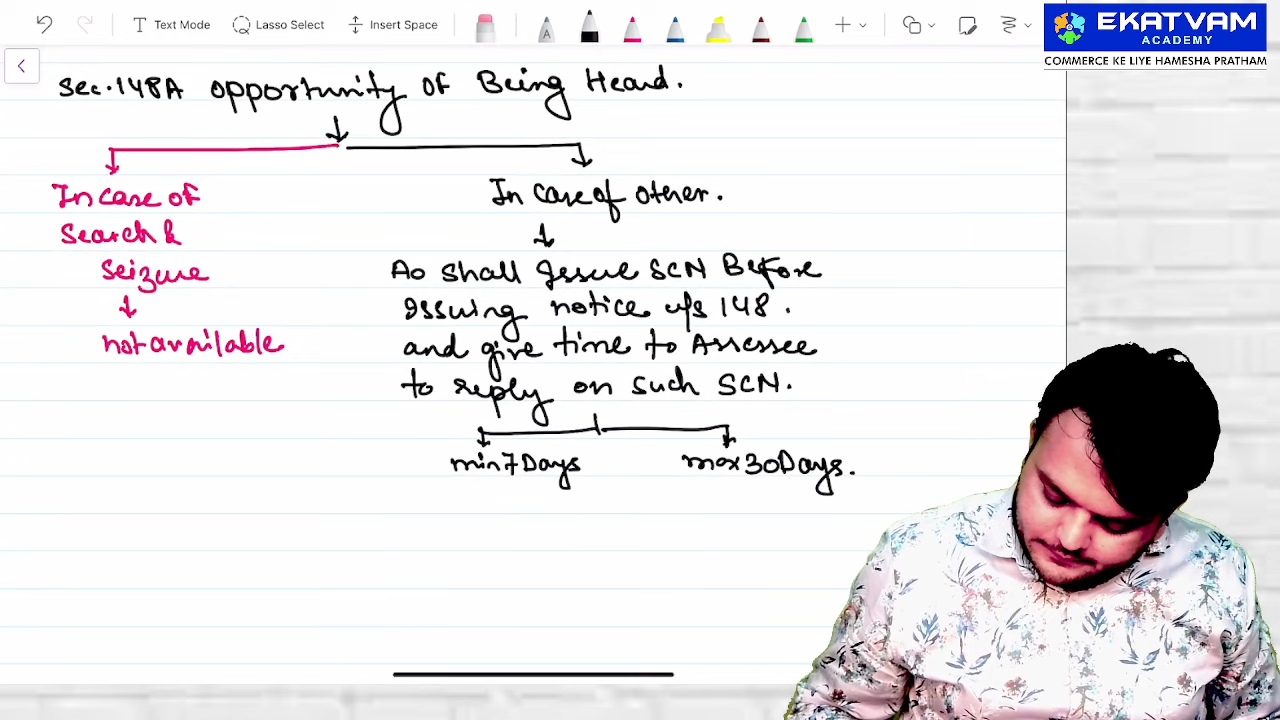 Text Mode
Lasso Select
Insert Space
A
EKATVAM
ACADEMY
COMMERCE KE LIYE HAMESHA PRATHAM
Sec.148A opportunity of Being Heard.
In case of
Search &
Seizure
not available
In case of other.
Ao shall Issue SCN Before
Issuing notice u/s 148.
and give time to Assessee
to reply on such SCN.
min 7 Days
max 30 Days.